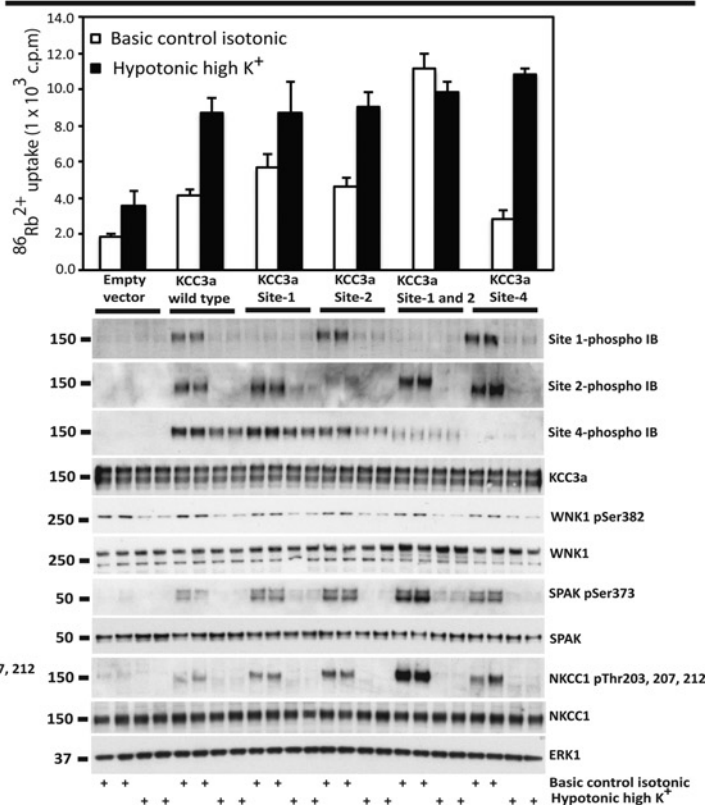 14.0
12.0
10.0
8.0
6.0
4.0
2.0
0.0
86Rb2+ uptake (1 x 10^3 c.p.m)
Basic control isotonic
Hypotonic high K+
Empty vector
KCC3a wild type
KCC3a Site-1
KCC3a Site-2
KCC3a Site-1 and 2
KCC3a Site-4
150 Site 1-phospho IB
150 Site 2-phospho IB
150 Site 4-phospho IB
150 KCC3a
250 WNK1 pSer382
250 WNK1
50 SPAK pSer373
50 SPAK
7, 212 150 NKCC1 pThr203, 207, 212
150 NKCC1
37 ERK1
+ + + + + + + + + + + + Basic control isotonic
+ + + + + + + + + + + + Hypotonic high K+